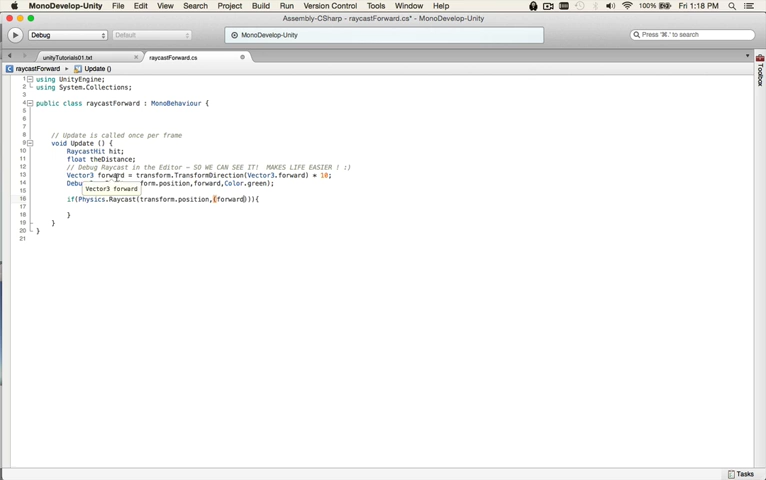 MonoDevelop-Unity File Edit View Search Project Build Run Version Control Tools Window Help 100% Fri 1:18 PM
Assembly-CSharp - raycastForward.cs* - MonoDevelop-Unity
Debug Default MonoDevelop-Unity Press '⌘.' to search
unityTutorials01.txt raycastForward.cs
raycastForward Update () Toolbox
1 using UnityEngine;
2 using System.Collections;
3
4 public class raycastForward : MonoBehaviour {
5
6
7
8 // Update is called once per frame
9 void Update () {
10 RaycastHit hit;
11 float theDistance;
12 // Debug Raycast in the Editor - SO WE CAN SEE IT! MAKES LIFE EASIER ! :)
13 Vector3 forward = transform.TransformDirection(Vector3.forward) * 10;
14 form.position,forward,Color.green);
Vector3 forward
15
16 if(Physics.Raycast(transform.position,(forward))){
17
18 }
19 }
20 }
21
Tasks